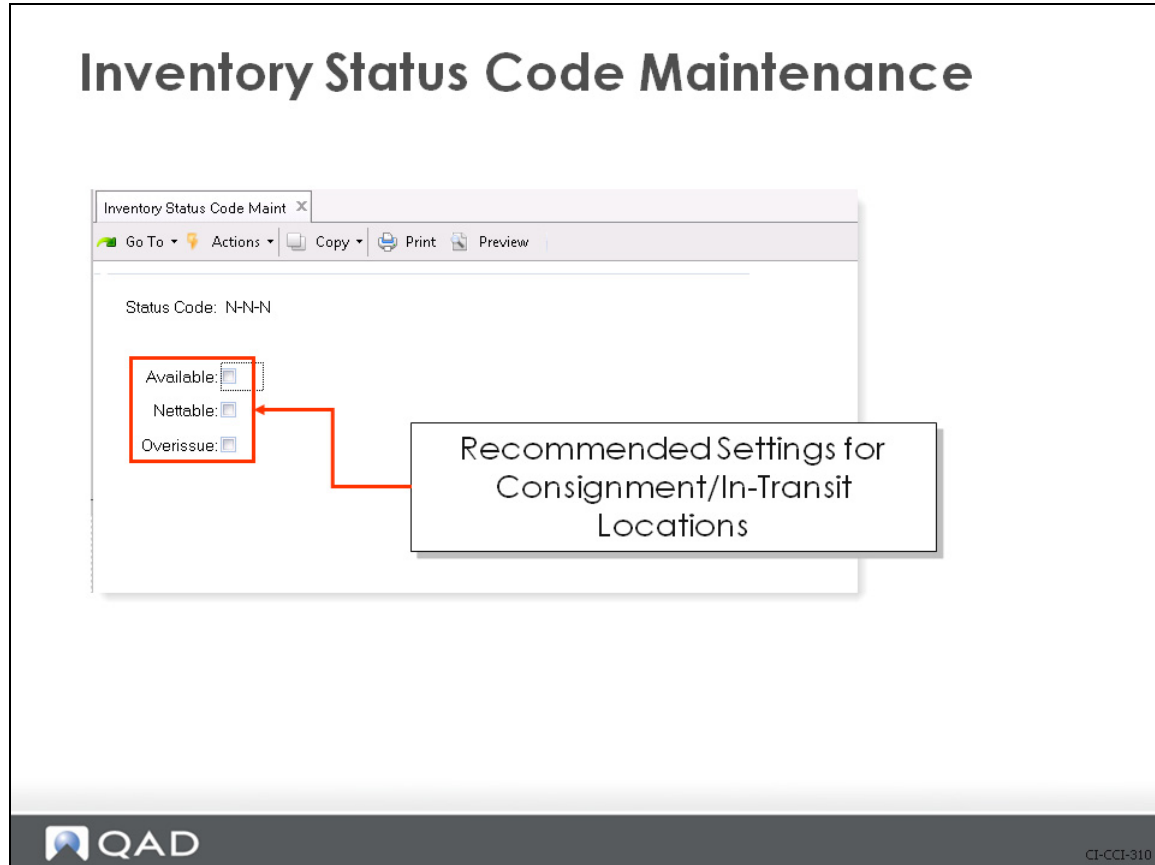 Inventory Status Code Maintenance
Inventory Status Code Maint
Go To Actions Copy Print Preview
Status Code: N-N-N
Available:
Nettable:
Overissue:
Recommended Settings for
Consignment/In-Transit
Locations
QAD
CI-CCI-310